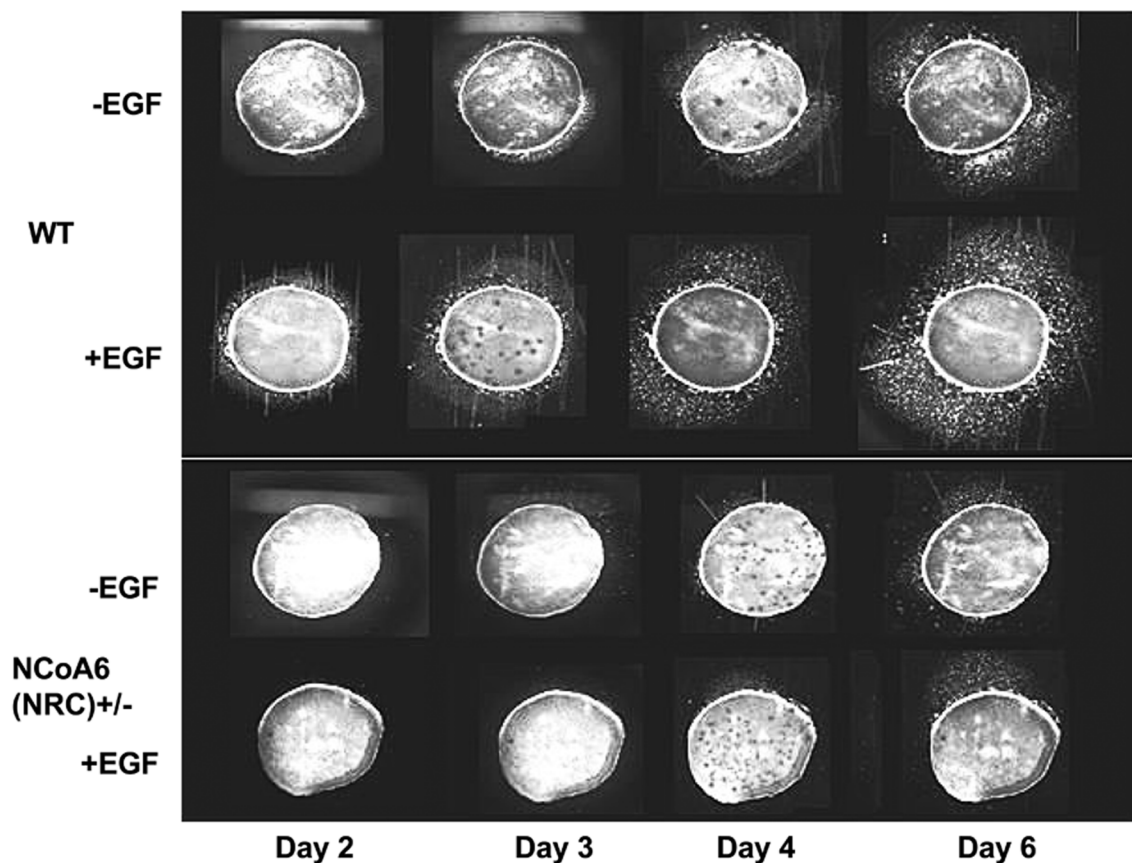 -EGF
WT
+EGF
-EGF
NCoA6
(NRC)+/-
+EGF
Day 2 Day 3 Day 4 Day 6